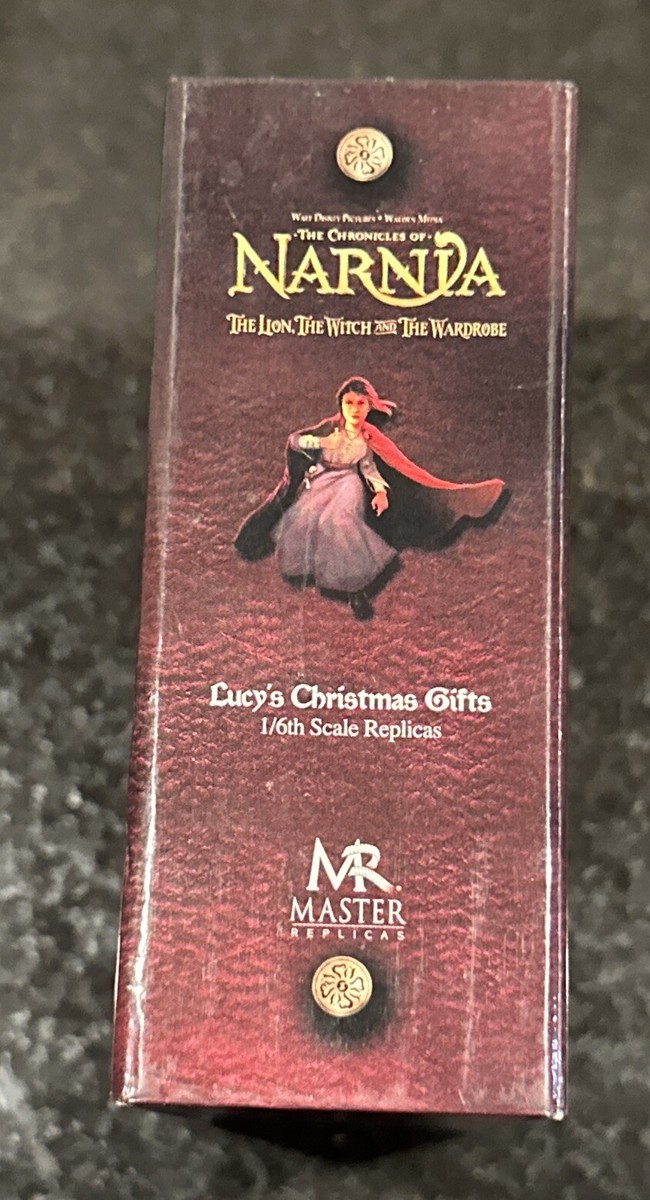 Walt Disney Pictures • Walden Media
• The Chronicles of •
NARNIA
The Lion, The Witch and The Wardrobe
Lucy's Christmas Gifts
1/6th Scale Replicas
MR.
MASTER
REPLICAS